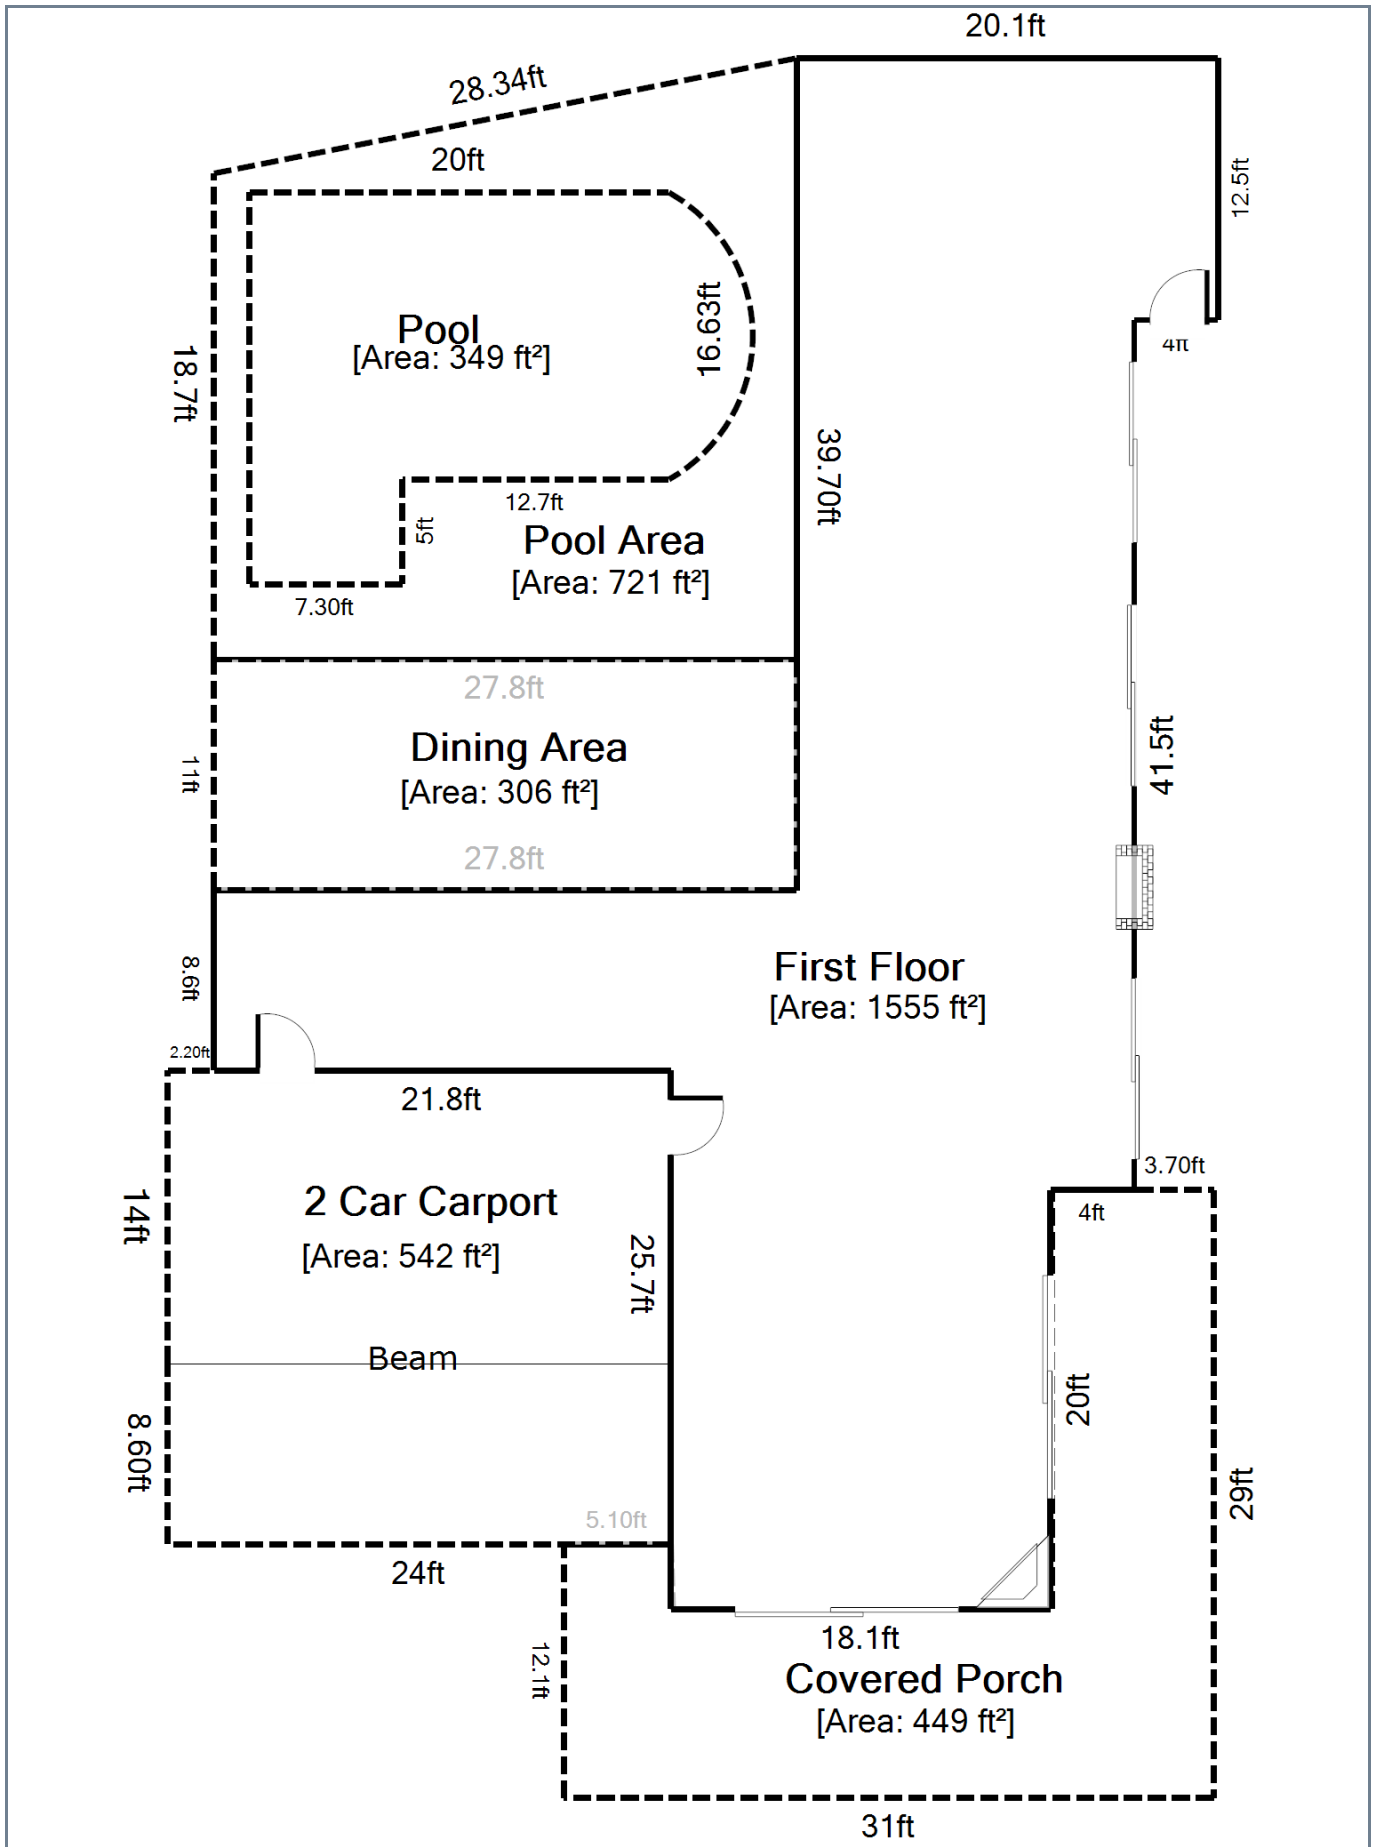 20.1ft
28.34ft
20ft
12.5ft
Pool
[Area: 349 ft²]
16.63ft
4ft
18.7ft
39.70ft
12.7ft
5ft
Pool Area
[Area: 721 ft²]
7.30ft
27.8ft
Dining Area
[Area: 306 ft²]
11ft
41.5ft
27.8ft
First Floor
[Area: 1555 ft²]
8.6ft
2.20ft
21.8ft
3.70ft
4ft
2 Car Carport
[Area: 542 ft²]
14ft
25.7ft
Beam
20ft
8.60ft
29ft
5.10ft
24ft
18.1ft
12.1ft
Covered Porch
[Area: 449 ft²]
31ft